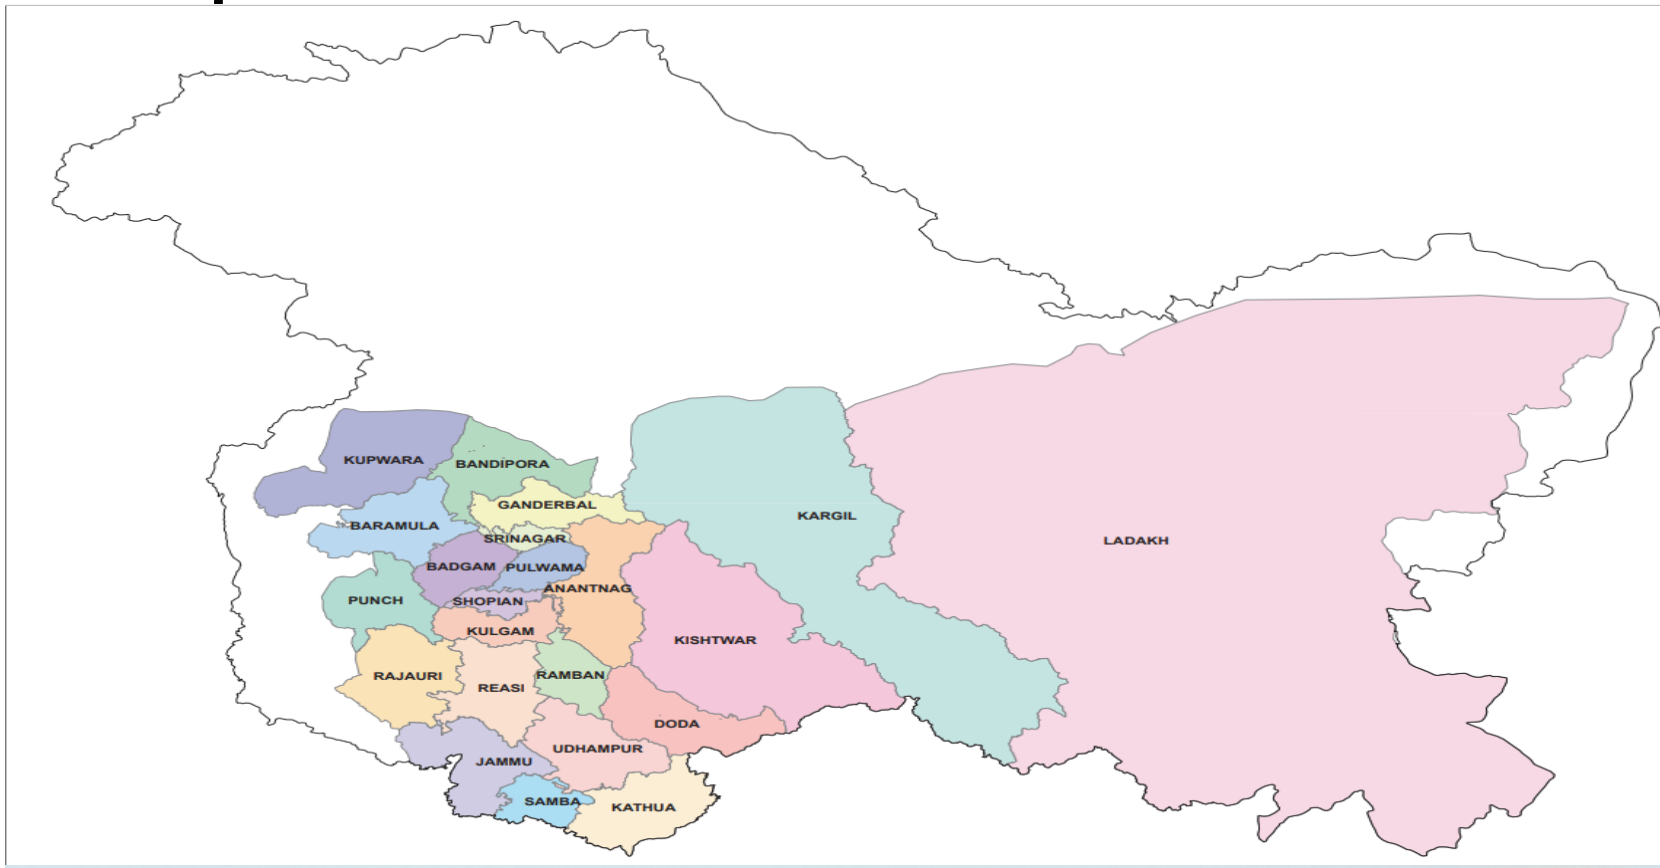 KUPWARA
BANDIPORA
GANDERBAL
BARAMULA
KARGIL
SRINAGAR
LADAKH
BADGAM
PULWAMA
ANANTNAG
PUNCH
SHOPIAN
KULGAM
KISHTWAR
RAJAURI
REASI
RAMBAN
DODA
UDHAMPUR
JAMMU
SAMBA
KATHUA